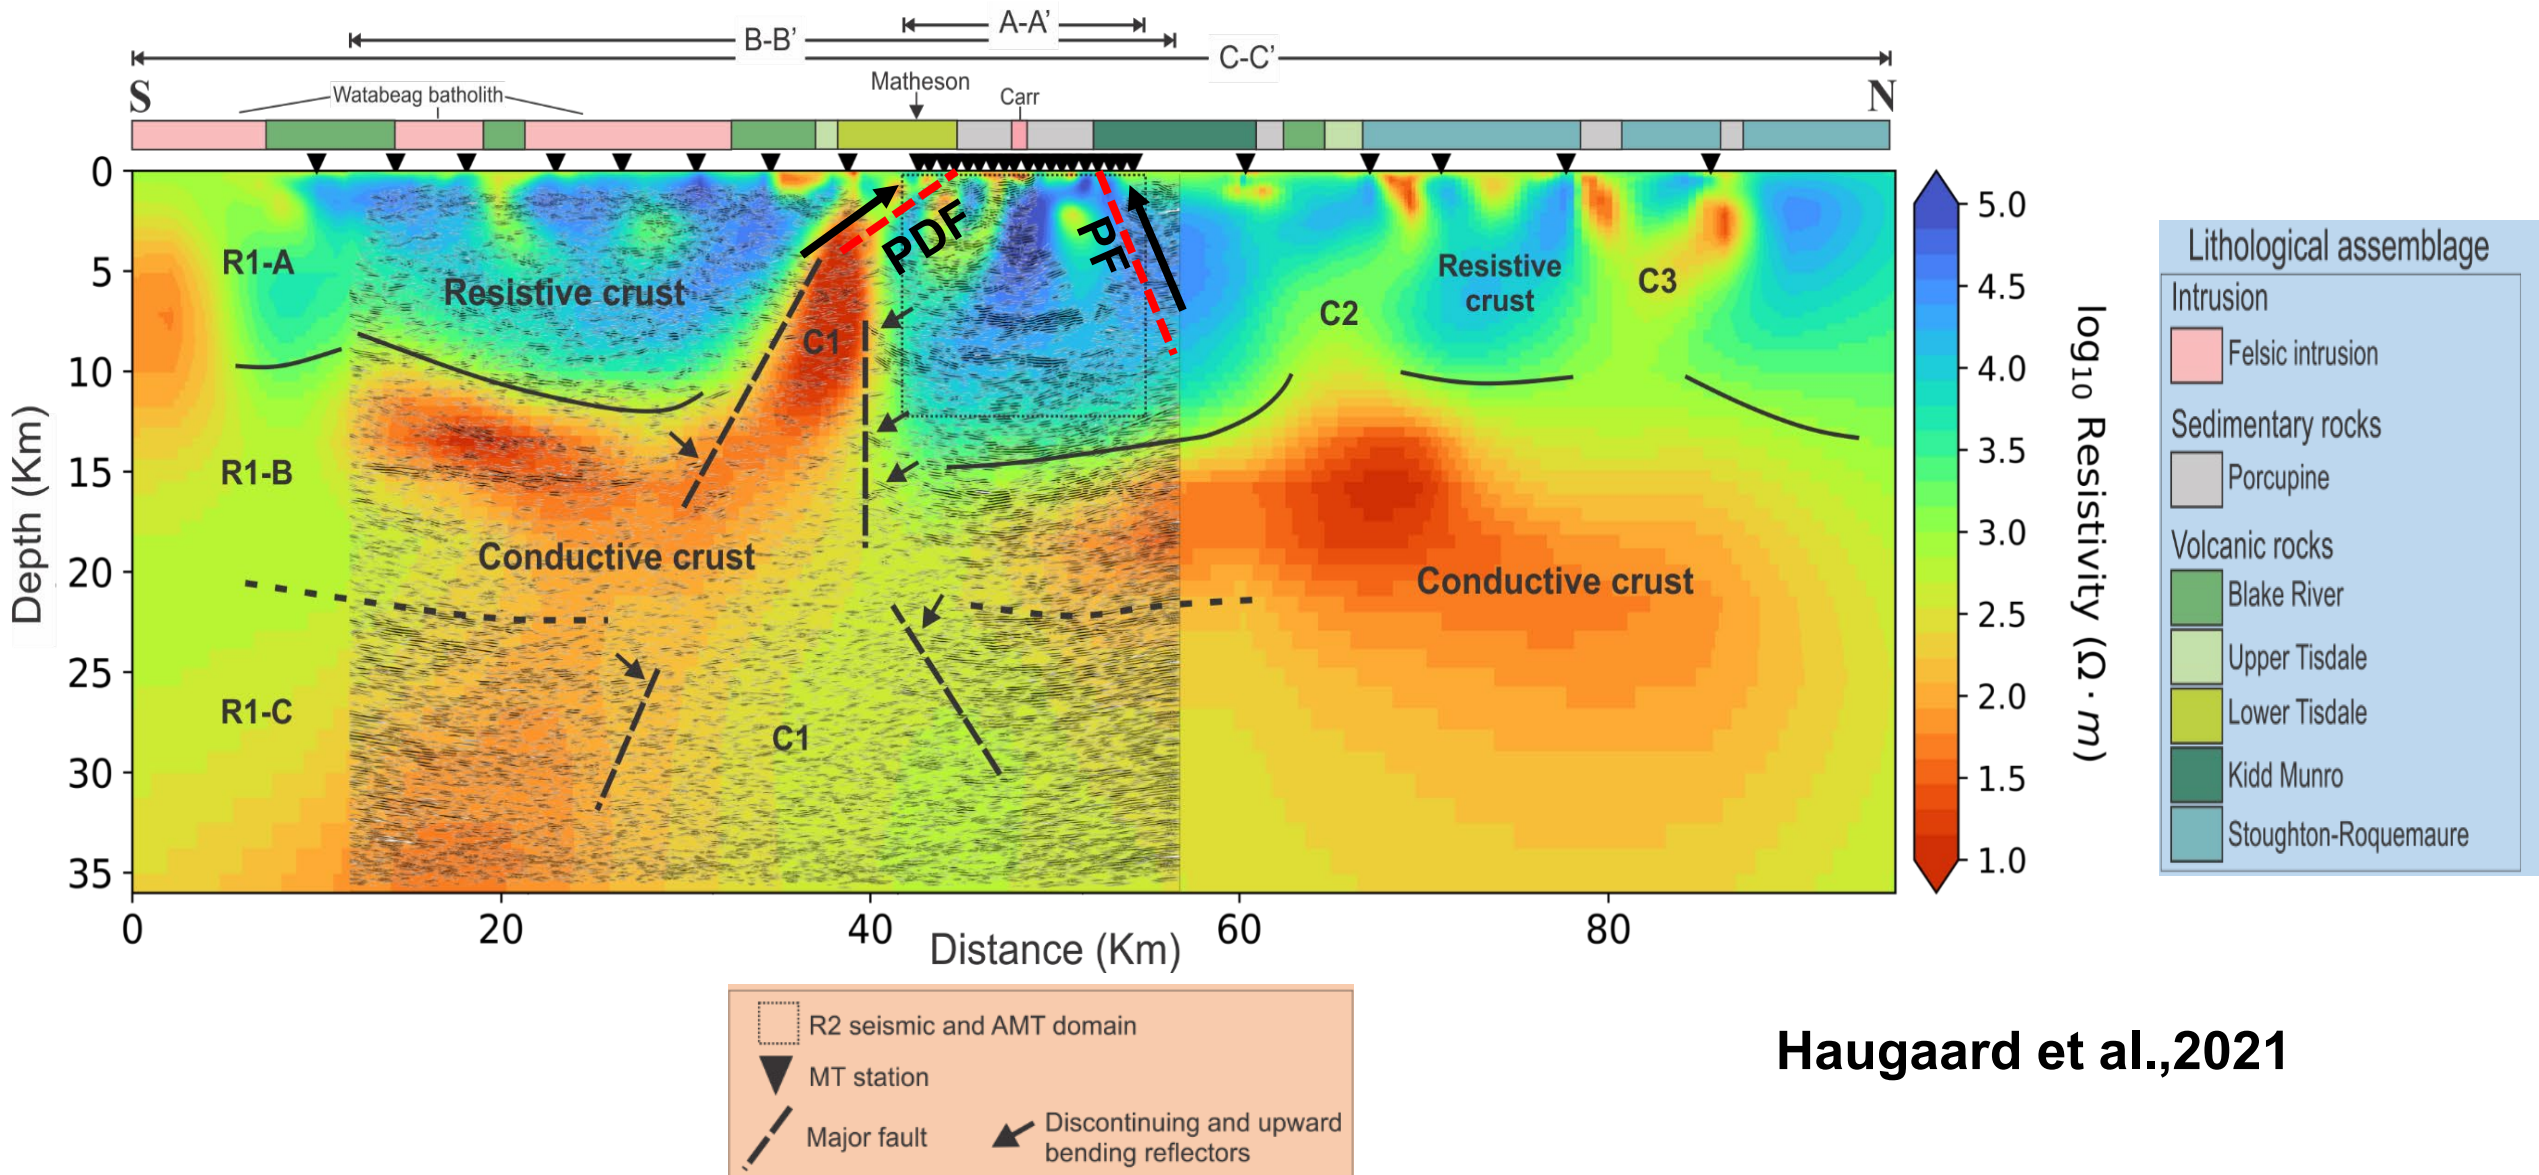 A-A’
B-B’
C-C’
S
Watabeag batholith
Matheson
Carr
N
0
5
10
15
20
25
30
35
Depth (Km)
R1-A
R1-B
R1-C
Resistive crust
Conductive crust
C1
C1
PDF
PF
C2
Resistive
crust
C3
Conductive crust
0
20
40
60
80
Distance (Km)
5.0
4.5
4.0
3.5
3.0
2.5
2.0
1.5
1.0
log₁₀ Resistivity (Ω · m)
Lithological assemblage
Intrusion
Felsic intrusion
Sedimentary rocks
Porcupine
Volcanic rocks
Blake River
Upper Tisdale
Lower Tisdale
Kidd Munro
Stoughton-Roquemaure
R2 seismic and AMT domain
MT station
Major fault
Discontinuing and upward
bending reflectors
Haugaard et al.,2021